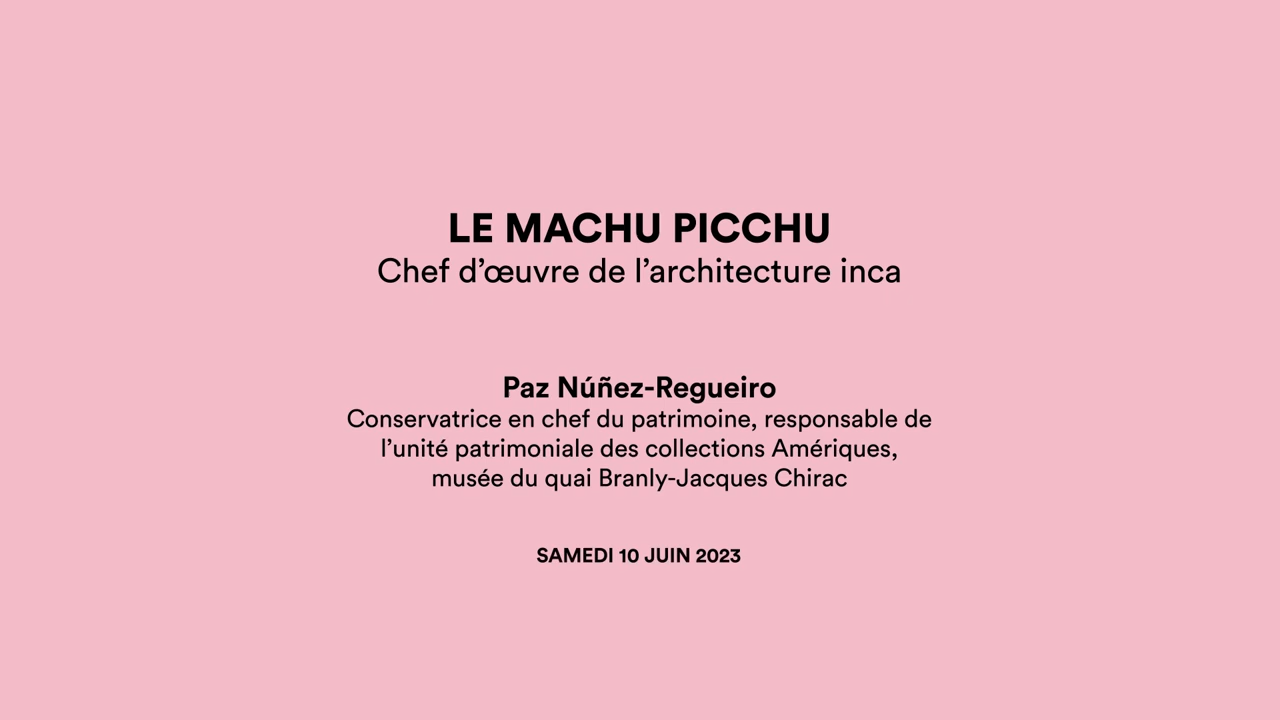 LE MACHU PICCHU
Chef d’œuvre de l’architecture inca
Paz Núñez-Regueiro
Conservatrice en chef du patrimoine, responsable de
l’unité patrimoniale des collections Amériques,
musée du quai Branly-Jacques Chirac
SAMEDI 10 JUIN 2023